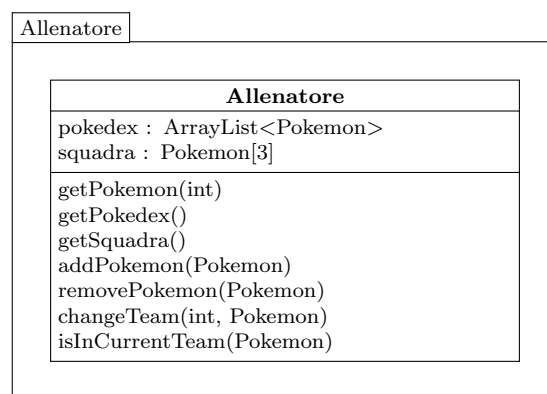 Allenatore
Allenatore
pokedex : ArrayList<Pokemon>
squadra : Pokemon[3]
getPokemon(int)
getPokedex()
getSquadra()
addPokemon(Pokemon)
removePokemon(Pokemon)
changeTeam(int, Pokemon)
isInCurrentTeam(Pokemon)